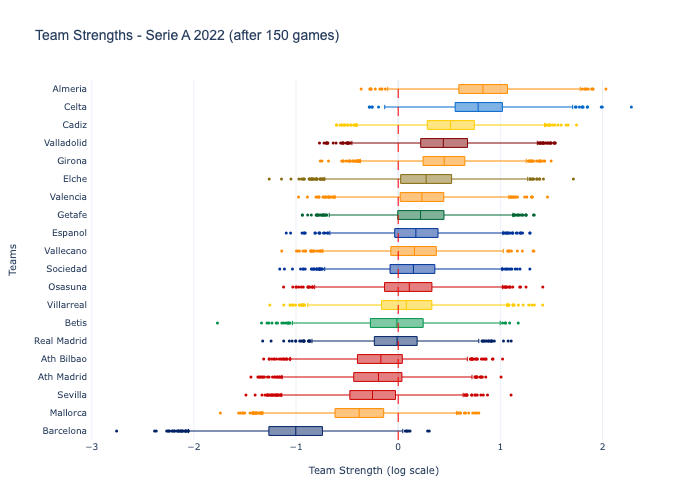 Team Strengths - Serie A 2022 (after 150 games)
Almeria
Celta
Cadiz
Valladolid
Girona
Elche
Valencia
Getafe
Espanol
Vallecano
Sociedad
Osasuna
Villarreal
Betis
Real Madrid
Ath Bilbao
Ath Madrid
Sevilla
Mallorca
Barcelona
Teams
−3 −2 −1 0 1 2
Team Strength (log scale)